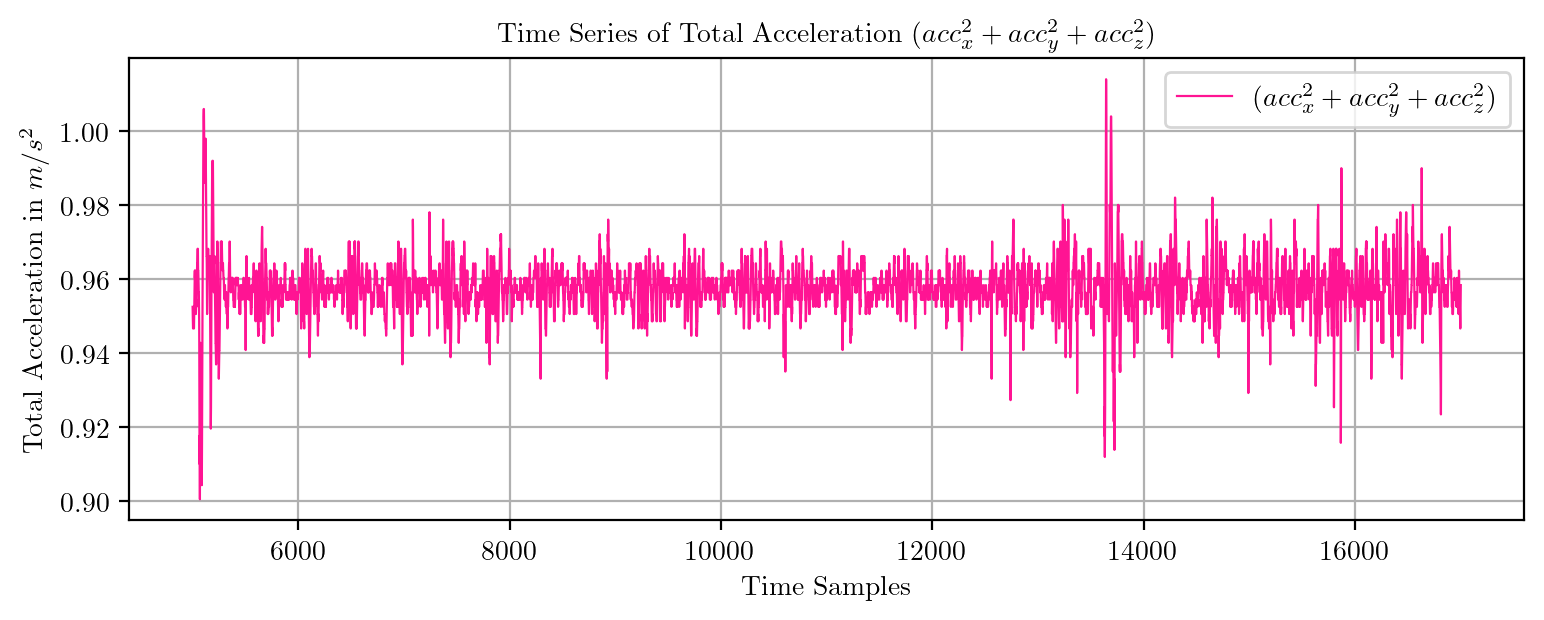 Time Series of Total Acceleration $(acc_x^2 + acc_y^2 + acc_z^2)$
$(acc_x^2 + acc_y^2 + acc_z^2)$
Total Acceleration in $m/s^2$
1.00
0.98
0.96
0.94
0.92
0.90
6000 8000 10000 12000 14000 16000
Time Samples